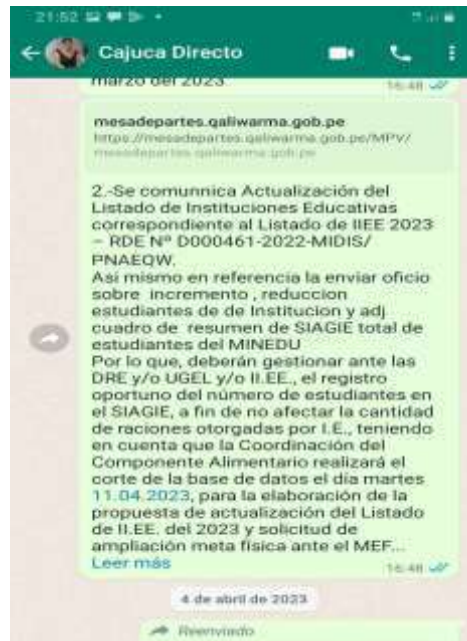 21:52
Cajuca Directo
marzo del 2023.
16:48
mesadepartes.qaliwarma.gob.pe
https://mesadepartes.qaliwarma.gob.pe/MPV/
mesadepartes.qaliwarma.gob.pe
2.-Se comunnica Actualización del
Listado de Instituciones Educativas
correspondiente al Listado de IIEE 2023
– RDE Nº D000461-2022-MIDIS/
PNAEQW.
Asi mismo en referencia la enviar oficio
sobre incremento , reduccion
estudiantes de de Institucion y adj
cuadro de resumen de SIAGIE total de
estudiantes del MINEDU
Por lo que, deberán gestionar ante las
DRE y/o UGEL y/o II.EE., el registro
oportuno del número de estudiantes en
el SIAGIE, a fin de no afectar la cantidad
de raciones otorgadas por I.E., teniendo
en cuenta que la Coordinación del
Componente Alimentario realizará el
corte de la base de datos el día martes
11.04.2023, para la elaboración de la
propuesta de actualización del Listado
de II.EE. del 2023 y solicitud de
ampliación meta física ante el MEF...
Leer más
16:48
4 de abril de 2023
Reenviado